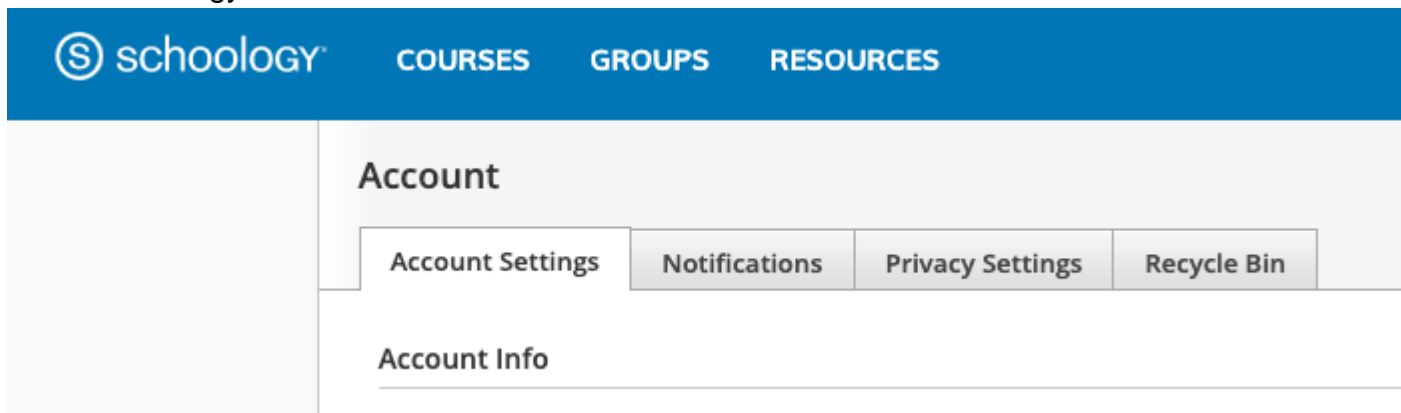 schoology COURSES GROUPS RESOURCES
Account
Account Settings Notifications Privacy Settings Recycle Bin
Account Info